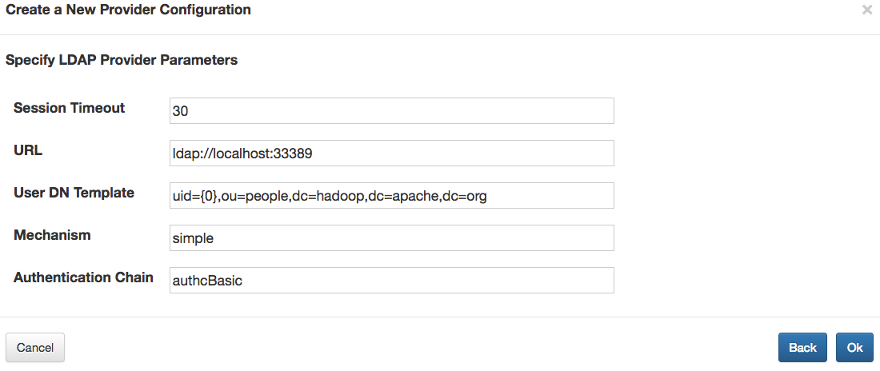 Create a New Provider Configuration ×
Specify LDAP Provider Parameters
Session Timeout 30
URL ldap://localhost:33389
User DN Template uid={0},ou=people,dc=hadoop,dc=apache,dc=org
Mechanism simple
Authentication Chain authcBasic
Cancel Back Ok